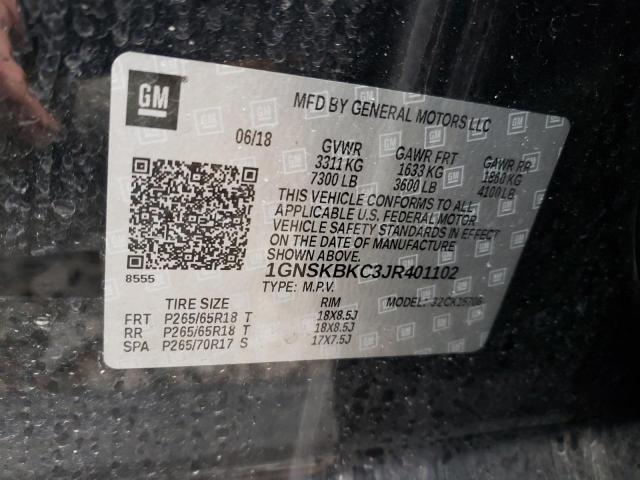 GM
MFD BY GENERAL MOTORS LLC
06/18
GVWR GAWR FRT GAWR RR
3311 KG 1633 KG 1860 KG
7300 LB 3600 LB 4100 LB
THIS VEHICLE CONFORMS TO ALL
APPLICABLE U.S. FEDERAL MOTOR
VEHICLE SAFETY STANDARDS IN EFFECT
ON THE DATE OF MANUFACTURE
SHOWN ABOVE.
8555
1GNSKBKC3JR401102
TYPE: M.P.V.
TIRE SIZE RIM MODEL: 32CK15706
FRT P265/65R18 T 18X8.5J
RR P265/65R18 T 18X8.5J
SPA P265/70R17 S 17X7.5J